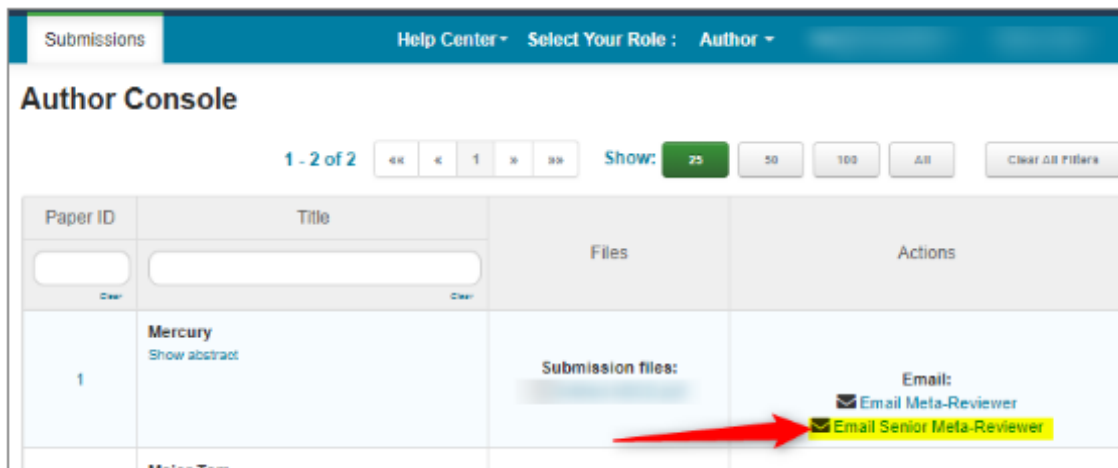 Submissions Help Center Select Your Role : Author
Author Console
1 - 2 of 2 «« « 1 » »» Show: 25 50 100 All Clear All Filters
Paper ID Title Files Actions
Clear Clear
Mercury
Show abstract
1
Submission files:
Email:
Email Meta-Reviewer
Email Senior Meta-Reviewer
Major Tom